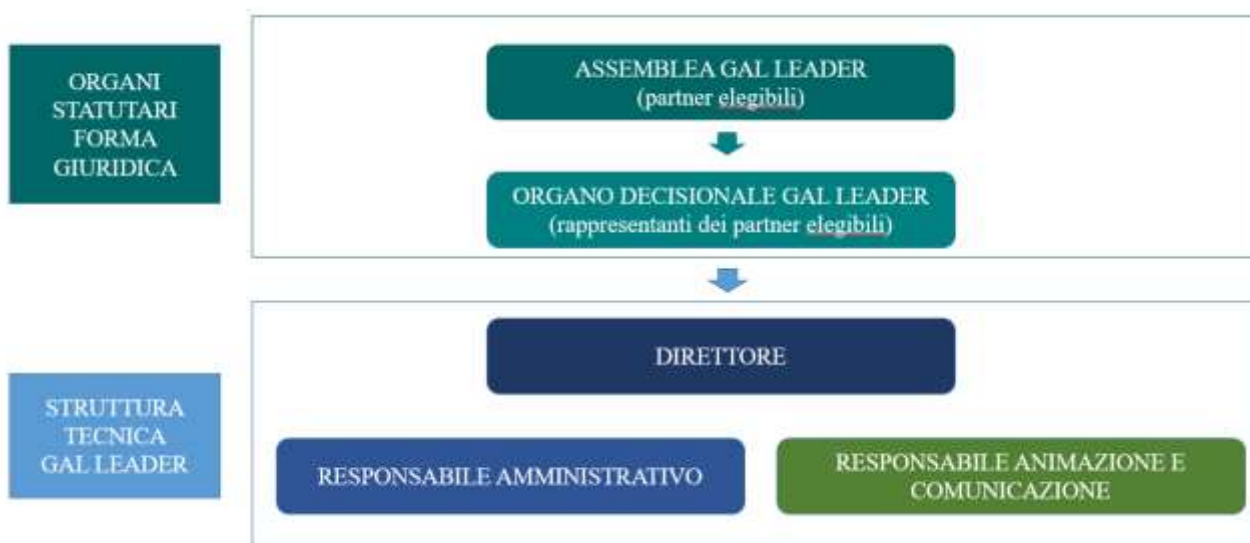 ORGANI
STATUTARI
FORMA
GIURIDICA
ASSEMBLEA GAL LEADER
(partner elegibili)
ORGANO DECISIONALE GAL LEADER
(rappresentanti dei partner elegibili)
STRUTTURA
TECNICA
GAL LEADER
DIRETTORE
RESPONSABILE AMMINISTRATIVO
RESPONSABILE ANIMAZIONE E
COMUNICAZIONE